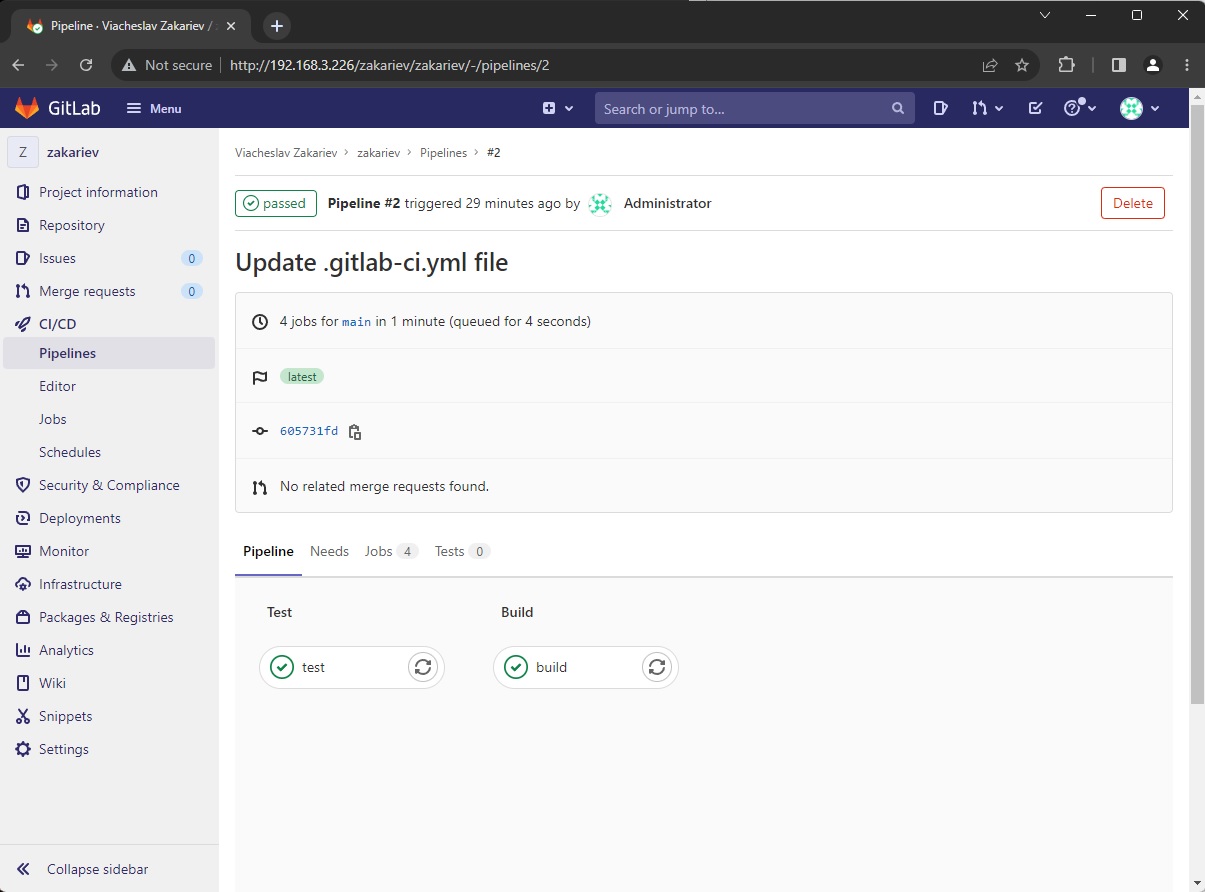 Pipeline · Viacheslav Zakariev /
Not secure
http://192.168.3.226/zakariev/zakariev/-/pipelines/2
GitLab
Menu
Search or jump to...
Z
zakariev
Project information
Repository
Issues
0
Merge requests
0
CI/CD
Pipelines
Editor
Jobs
Schedules
Security & Compliance
Deployments
Monitor
Infrastructure
Packages & Registries
Analytics
Wiki
Snippets
Settings
Collapse sidebar
Viacheslav Zakariev › zakariev › Pipelines › #2
passed
Pipeline #2 triggered 29 minutes ago by Administrator
Delete
Update .gitlab-ci.yml file
4 jobs for main in 1 minute (queued for 4 seconds)
latest
605731fd
No related merge requests found.
Pipeline Needs Jobs 4 Tests 0
Test Build
test build